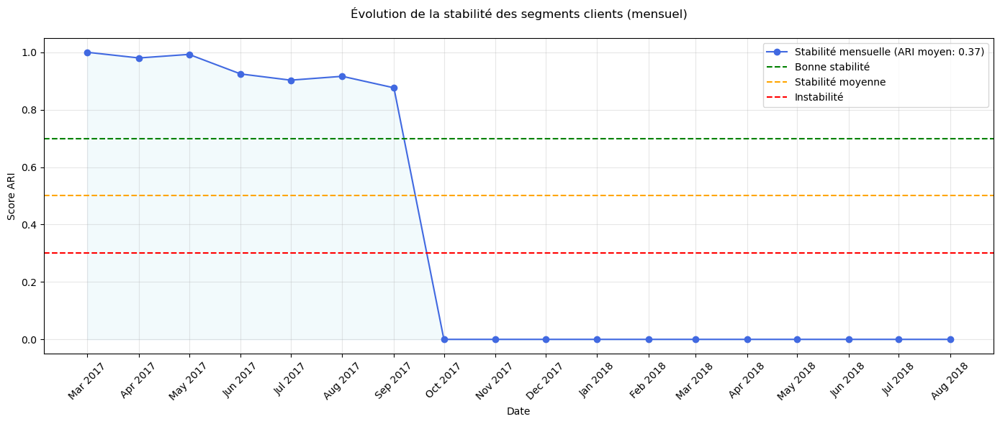 Évolution de la stabilité des segments clients (mensuel)
Stabilité mensuelle (ARI moyen: 0.37)
Bonne stabilité
Stabilité moyenne
Instabilité
Score ARI
1.0
0.8
0.6
0.4
0.2
0.0
Mar 2017
Apr 2017
May 2017
Jun 2017
Jul 2017
Aug 2017
Sep 2017
Oct 2017
Nov 2017
Dec 2017
Jan 2018
Feb 2018
Mar 2018
Apr 2018
May 2018
Jun 2018
Jul 2018
Aug 2018
Date